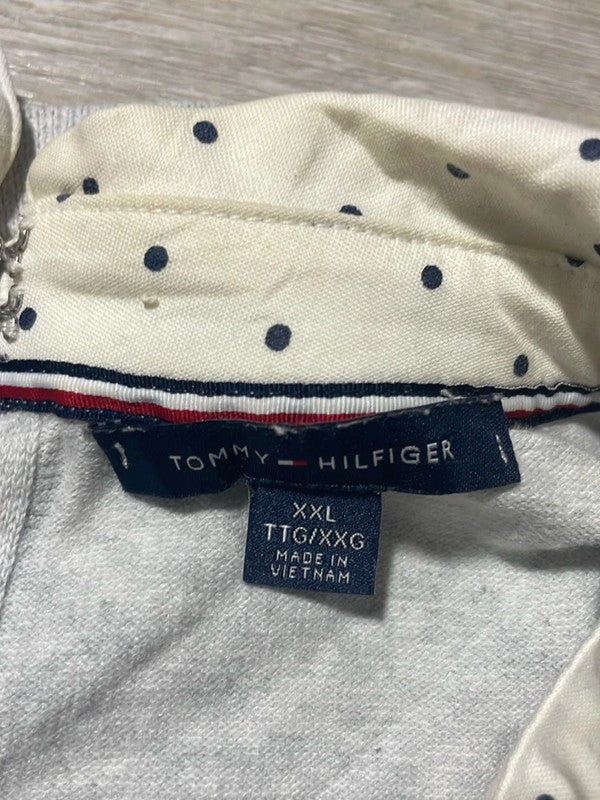 TOMMY HILFIGER
XXL
TTG/XXG
MADE IN
VIETNAM